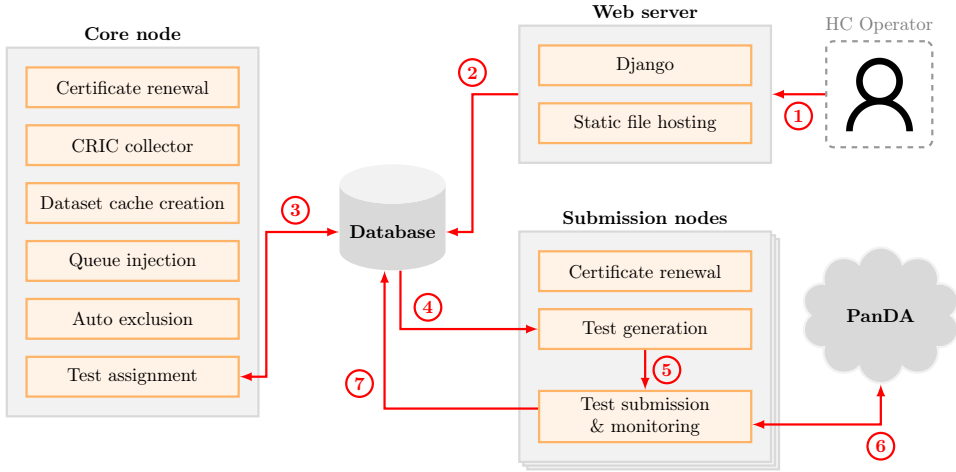 Core node
Certificate renewal
CRIC collector
Dataset cache creation
Queue injection
Auto exclusion
Test assignment
3
Database
2
Web server
Django
Static file hosting
1
HC Operator
4
Submission nodes
Certificate renewal
Test generation
5
Test submission
& monitoring
7
6
PanDA